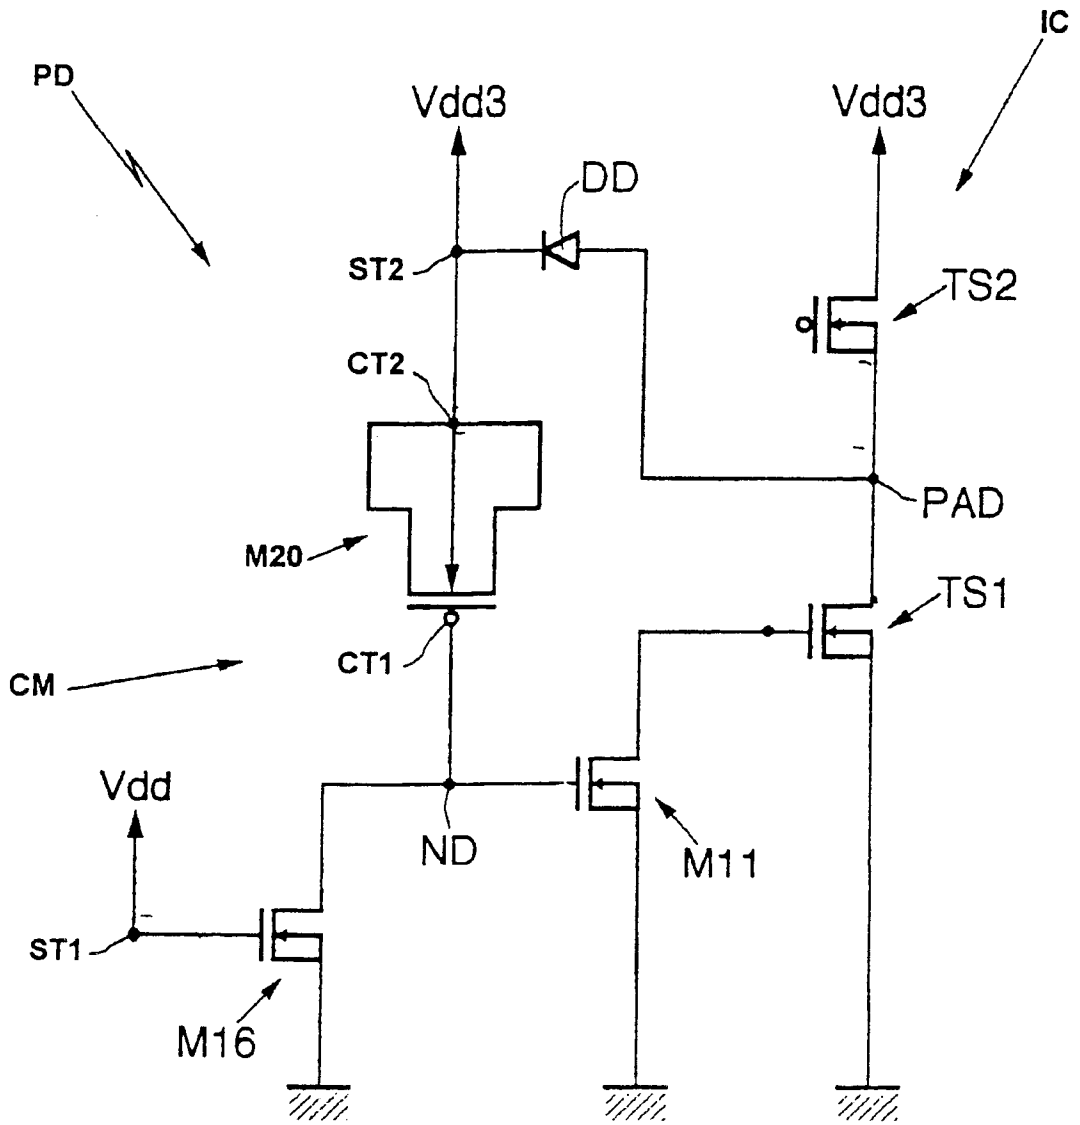 IC
PD
Vdd3
Vdd3
DD
ST2
TS2
CT2
PAD
M20
TS1
CT1
CM
Vdd
ND
M11
ST1
M16